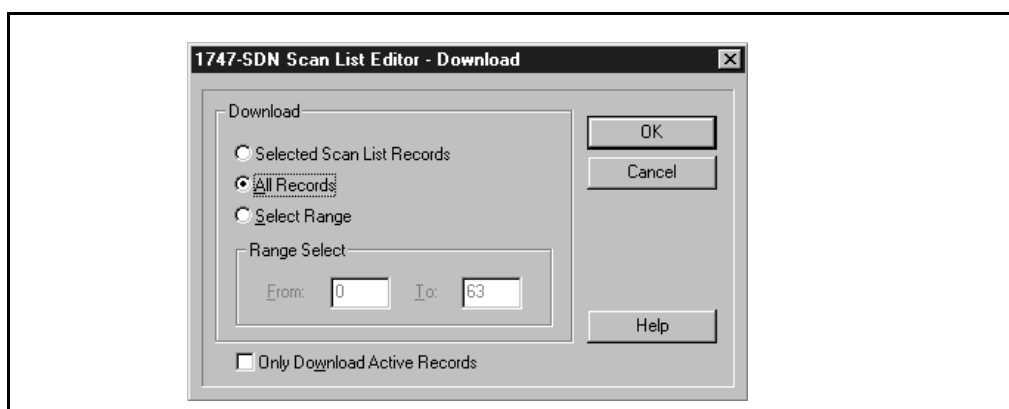 1747-SDN Scan List Editor - Download
Download
Selected Scan List Records
All Records
Select Range
Range Select
From: 0 To: 63
Only Download Active Records
OK
Cancel
Help